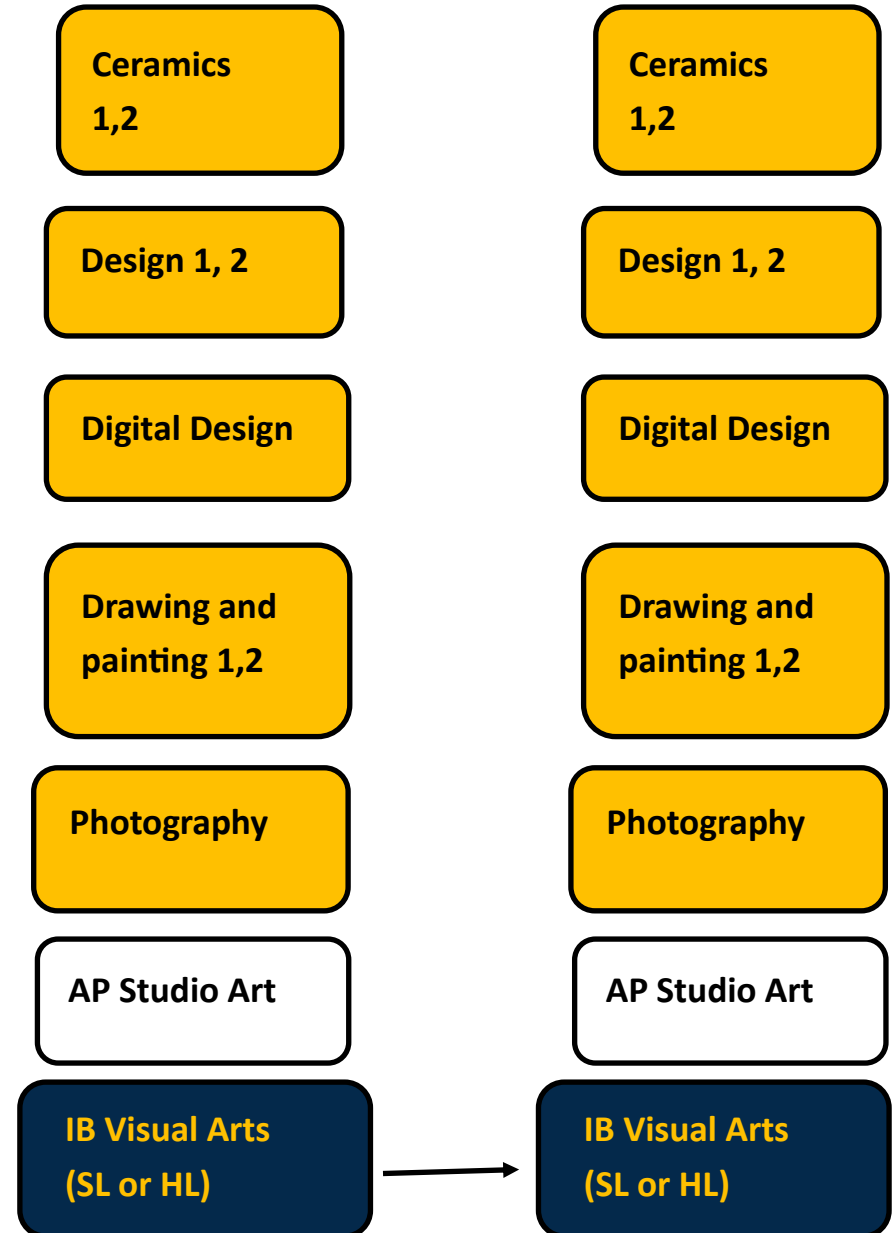 Ceramics
1,2
Design 1, 2
Digital Design
Drawing and
painting 1,2
Photography
AP Studio Art
IB Visual Arts
(SL or HL)
Ceramics
1,2
Design 1, 2
Digital Design
Drawing and
painting 1,2
Photography
AP Studio Art
IB Visual Arts
(SL or HL)